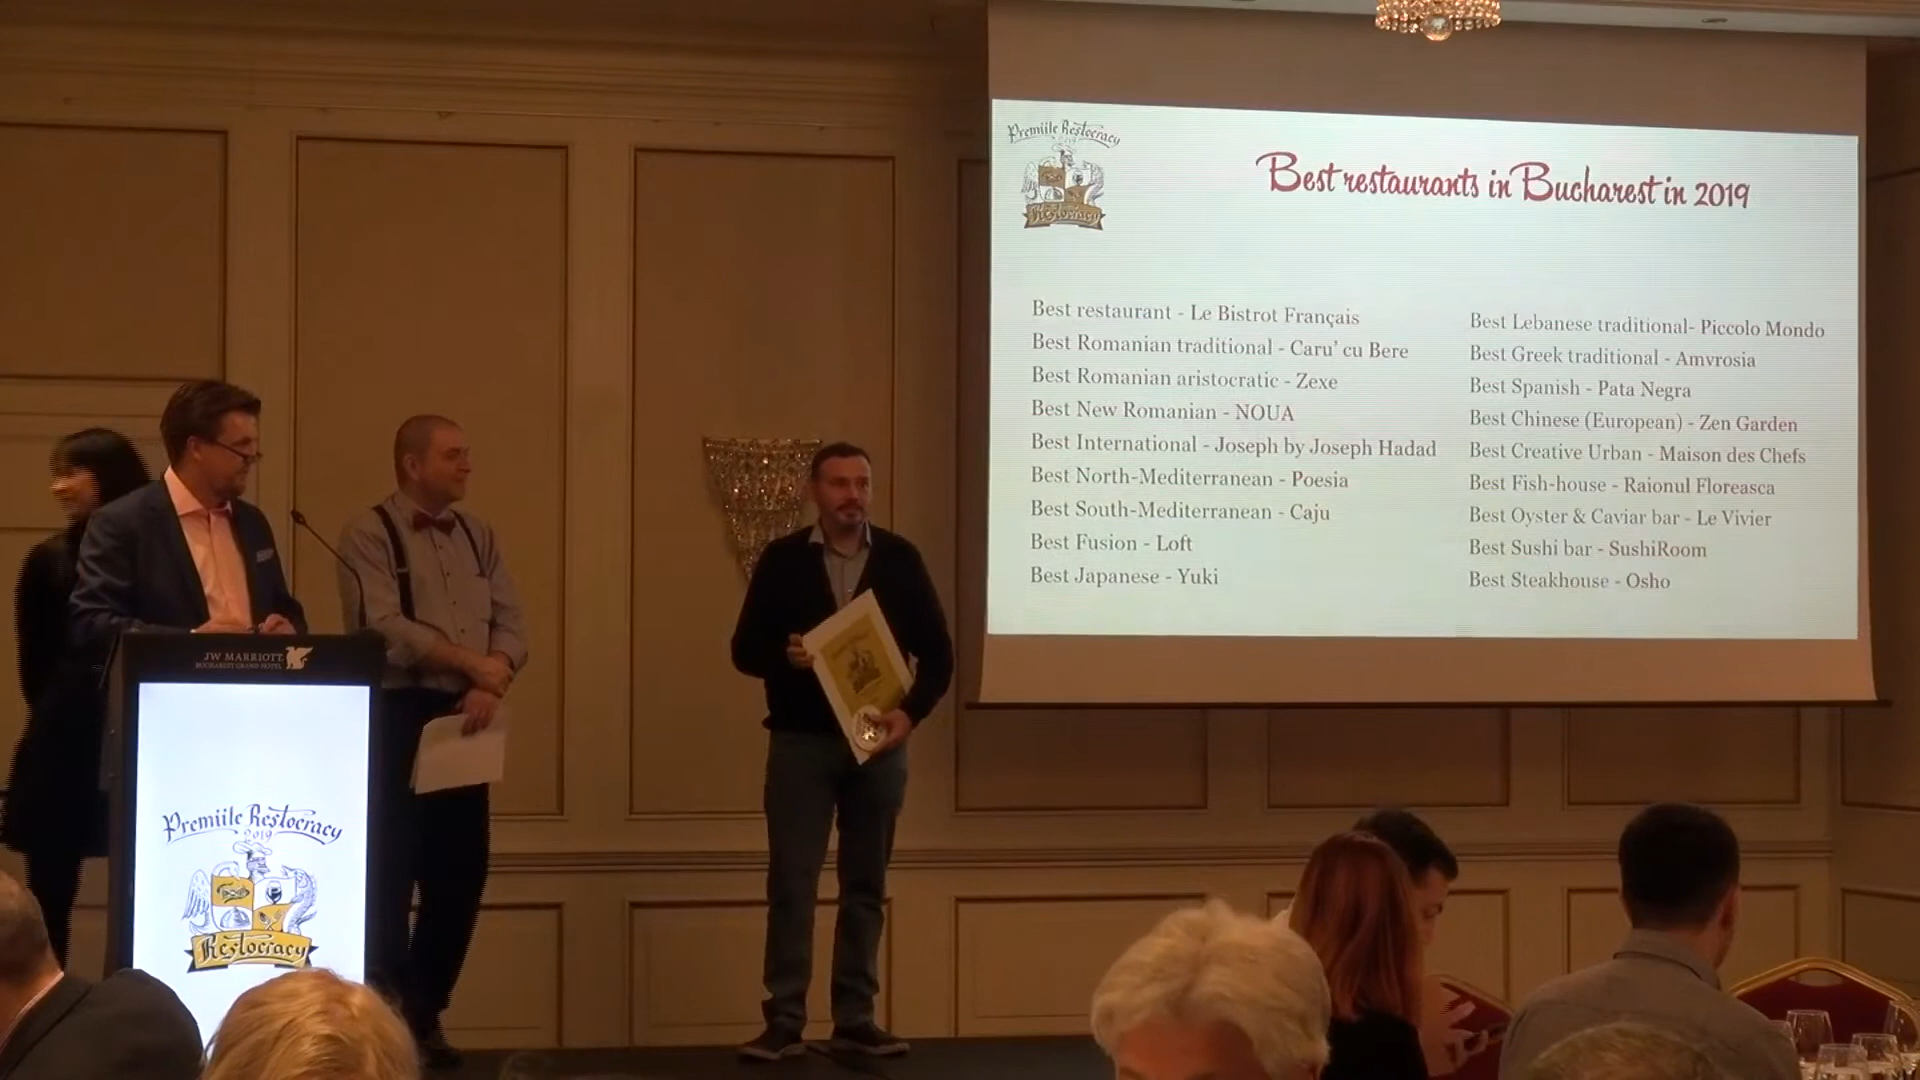 Premiile Restocracy
2019
Restocracy
Best restaurants in Bucharest in 2019
Best restaurant - Le Bistrot Français
Best Romanian traditional - Caru' cu Bere
Best Romanian aristocratic - Zexe
Best New Romanian - NOUA
Best International - Joseph by Joseph Hadad
Best North-Mediterranean - Poesia
Best South-Mediterranean - Caju
Best Fusion - Loft
Best Japanese - Yuki
Best Lebanese traditional- Piccolo Mondo
Best Greek traditional - Amvrosia
Best Spanish - Pata Negra
Best Chinese (European) - Zen Garden
Best Creative Urban - Maison des Chefs
Best Fish-house - Raionul Floreasca
Best Oyster & Caviar bar - Le Vivier
Best Sushi bar - SushiRoom
Best Steakhouse - Osho
JW MARRIOTT
BUCHAREST GRAND HOTEL
Premiile Restocracy
2019
Restocracy